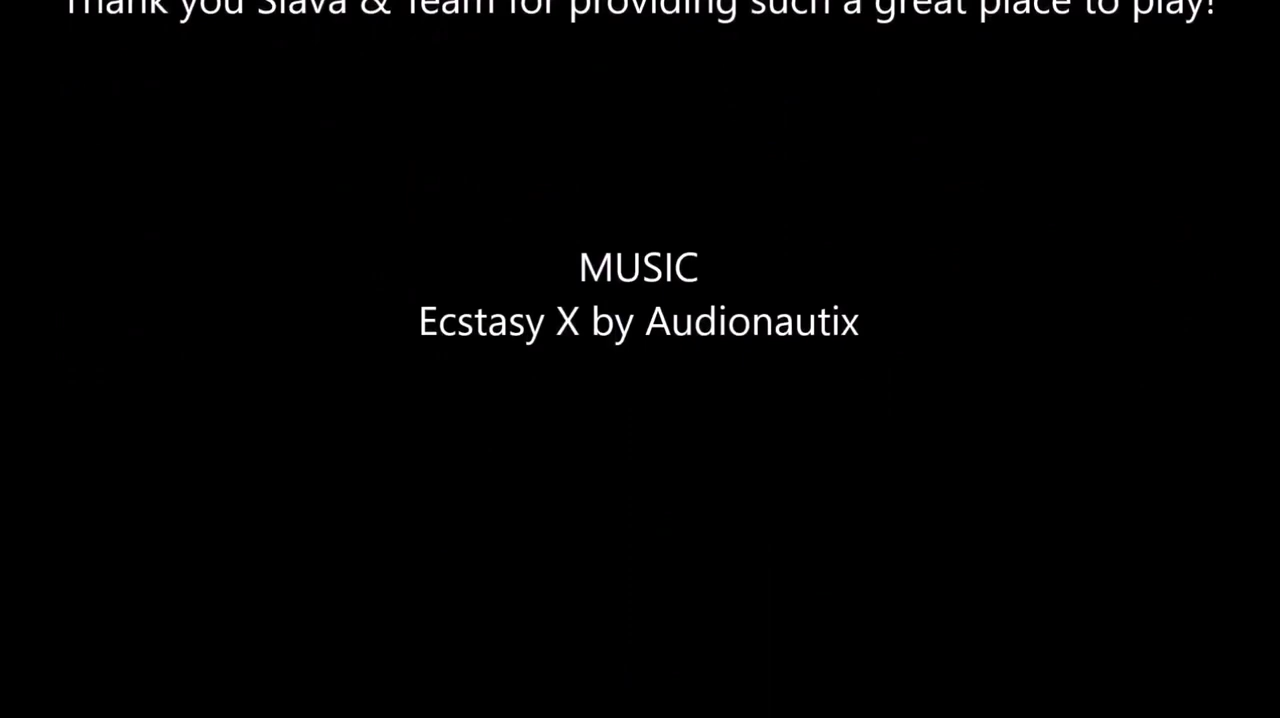 Thank you Slava & Team for providing such a great place to play!
MUSIC
Ecstasy X by Audionautix